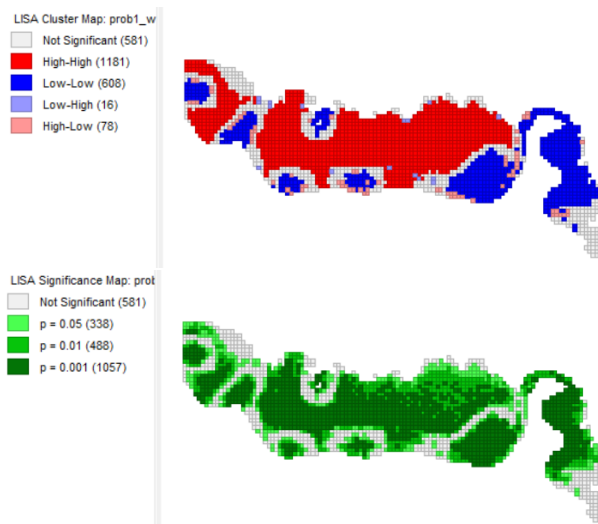 LISA Cluster Map: prob1_w
Not Significant (581)
High-High (1181)
Low-Low (608)
Low-High (16)
High-Low (78)
LISA Significance Map: prob
Not Significant (581)
p = 0.05 (338)
p = 0.01 (488)
p = 0.001 (1057)